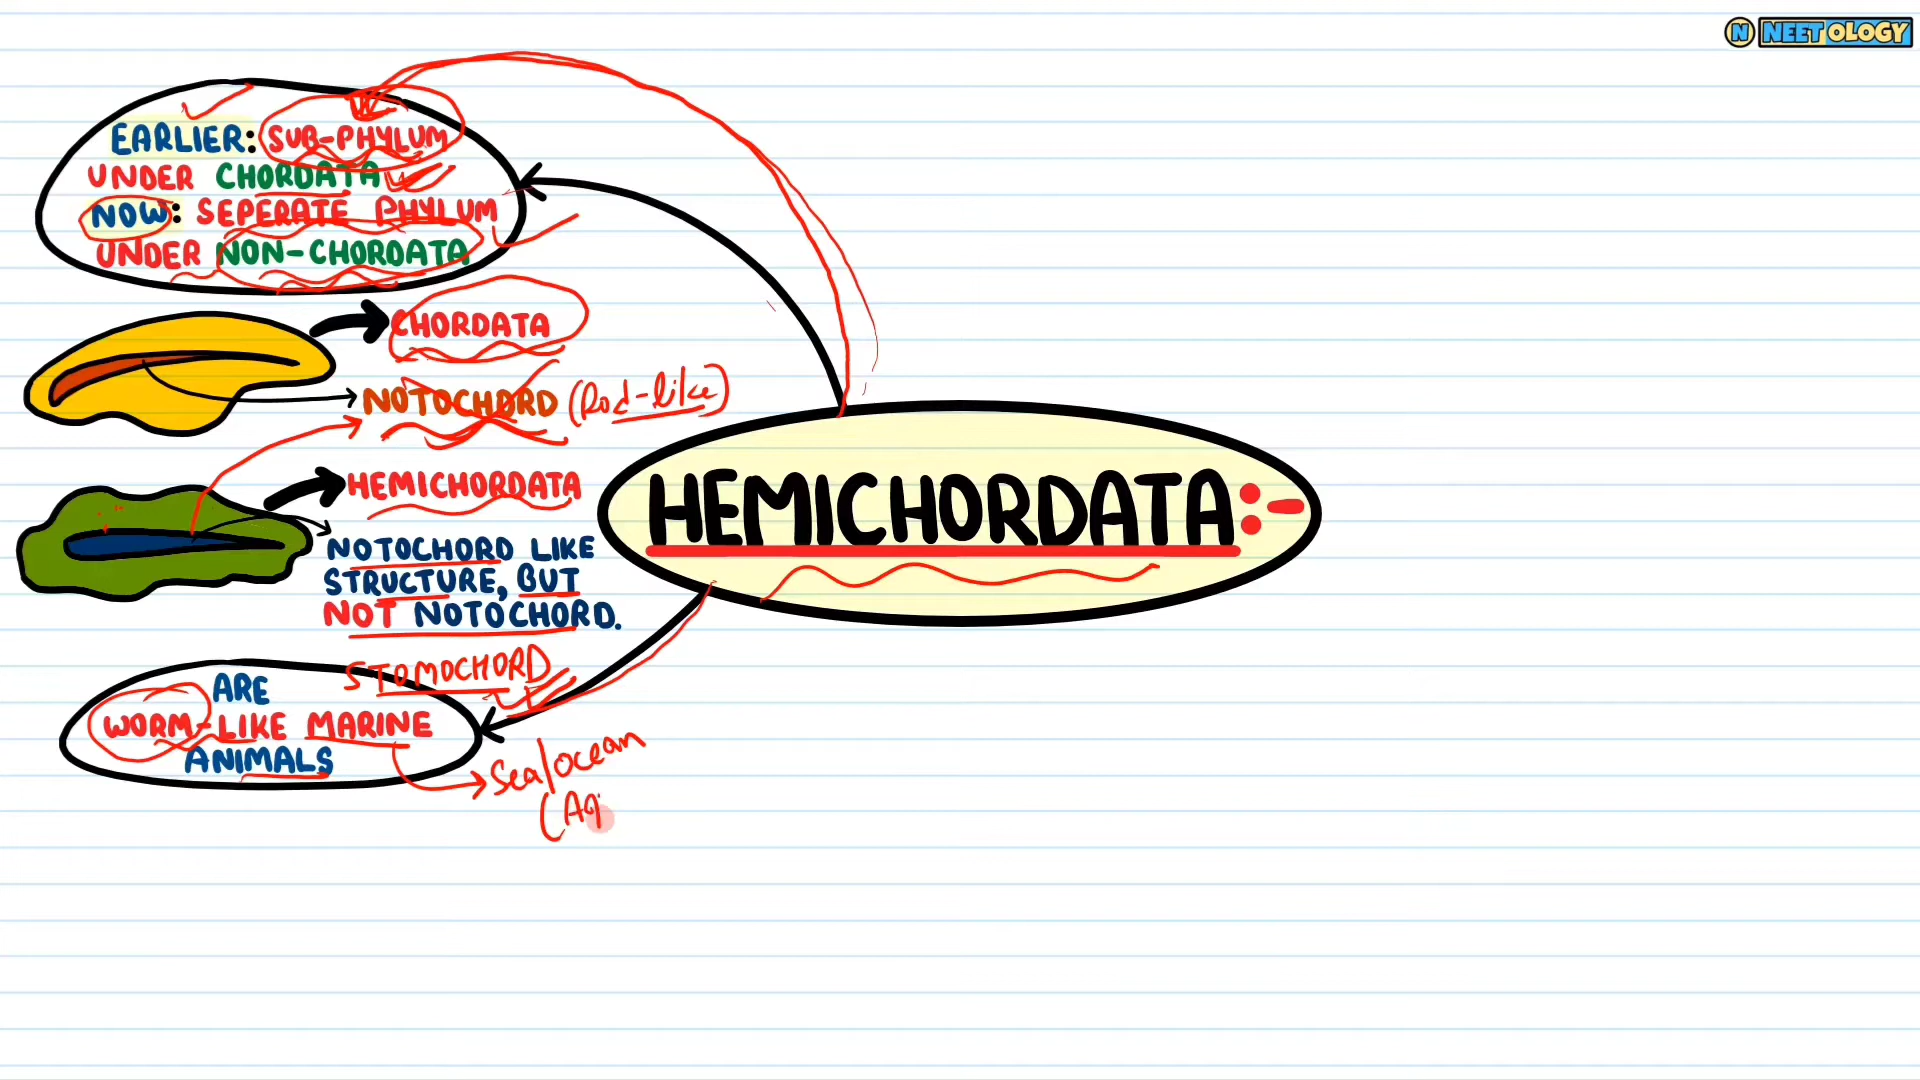 N NEETOLOGY
EARLIER: SUB-PHYLUM
UNDER CHORDATA
NOW: SEPERATE PHYLUM
UNDER NON-CHORDATA
CHORDATA
NOTOCHORD (Rod-like)
HEMICHORDATA
NOTOCHORD LIKE
STRUCTURE, BUT
NOT NOTOCHORD.
HEMICHORDATA:-
STOMOCHORD
ARE
WORM-LIKE MARINE
ANIMALS
Sea/ocean
(Aq